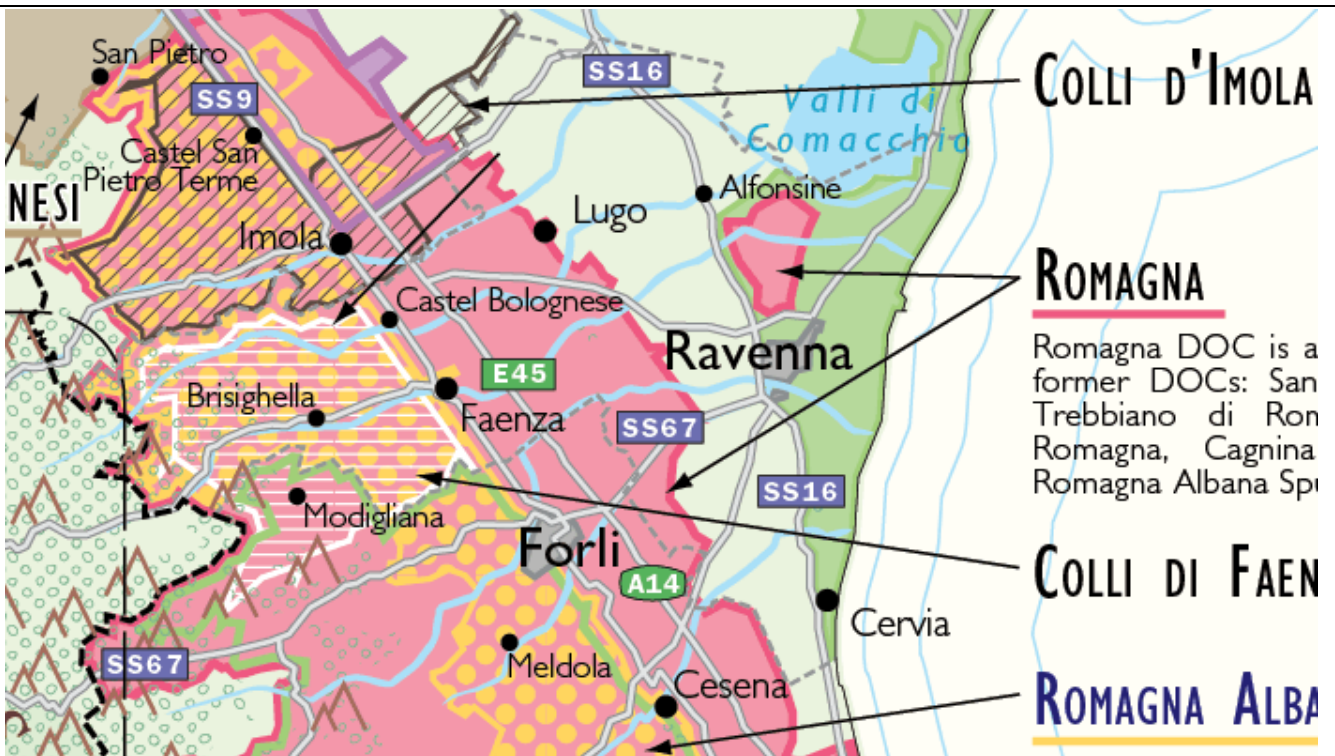 San Pietro
SS16
COLLI D'IMOLA
SS9
Valli di
Comacchio
Castel San
Pietro Terme
NESI
Alfonsine
Lugo
Imola
ROMAGNA
Castel Bolognese
Ravenna
Romagna DOC is a
former DOCs: San
Trebbiano di Rom
Romagna, Cagnina
Romagna Albana Spu
E45
Brisighella
Faenza
SS67
SS16
Modigliana
Forli
COLLI DI FAEN
A14
Cervia
SS67
Meldola
Cesena
ROMAGNA ALBA